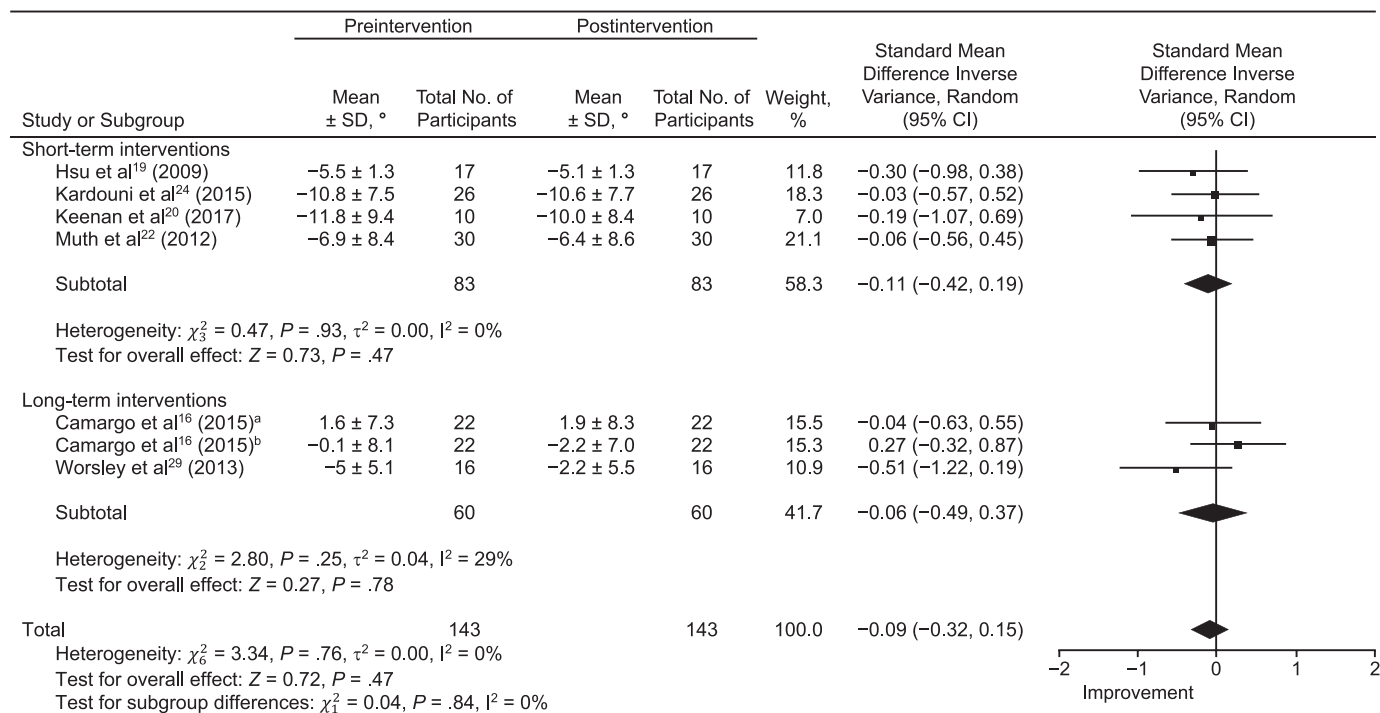 Preintervention Postintervention
Study or Subgroup Mean ± SD, ° Total No. of Participants Mean ± SD, ° Total No. of Participants Weight, % Standard Mean Difference Inverse Variance, Random (95% CI) Standard Mean Difference Inverse Variance, Random (95% CI)
Short-term interventions
Hsu et al19 (2009) −5.5 ± 1.3 17 −5.1 ± 1.3 17 11.8 −0.30 (−0.98, 0.38)
Kardouni et al24 (2015) −10.8 ± 7.5 26 −10.6 ± 7.7 26 18.3 −0.03 (−0.57, 0.52)
Keenan et al20 (2017) −11.8 ± 9.4 10 −10.0 ± 8.4 10 7.0 −0.19 (−1.07, 0.69)
Muth et al22 (2012) −6.9 ± 8.4 30 −6.4 ± 8.6 30 21.1 −0.06 (−0.56, 0.45)
Subtotal 83 83 58.3 −0.11 (−0.42, 0.19)
Heterogeneity: χ²₃ = 0.47, P = .93, τ² = 0.00, I² = 0%
Test for overall effect: Z = 0.73, P = .47
Long-term interventions
Camargo et al16 (2015)a 1.6 ± 7.3 22 1.9 ± 8.3 22 15.5 −0.04 (−0.63, 0.55)
Camargo et al16 (2015)b −0.1 ± 8.1 22 −2.2 ± 7.0 22 15.3 0.27 (−0.32, 0.87)
Worsley et al29 (2013) −5 ± 5.1 16 −2.2 ± 5.5 16 10.9 −0.51 (−1.22, 0.19)
Subtotal 60 60 41.7 −0.06 (−0.49, 0.37)
Heterogeneity: χ²₂ = 2.80, P = .25, τ² = 0.04, I² = 29%
Test for overall effect: Z = 0.27, P = .78
Total 143 143 100.0 −0.09 (−0.32, 0.15)
Heterogeneity: χ²₆ = 3.34, P = .76, τ² = 0.00, I² = 0%
Test for overall effect: Z = 0.72, P = .47
Test for subgroup differences: χ²₁ = 0.04, P = .84, I² = 0%
−2 −1 0 1 2
Improvement